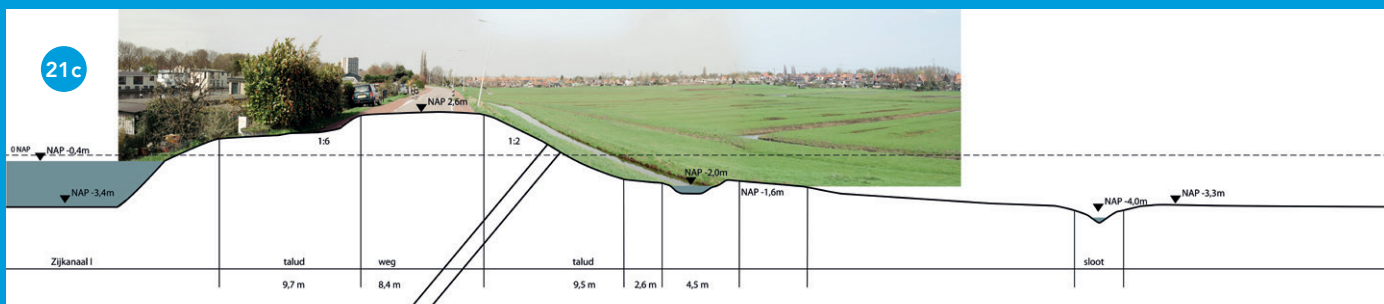 21c
NAP 2,6m
1:6
1:2
0 NAP
NAP -0,4m
NAP -3,4m
NAP -2,0m
NAP -1,6m
NAP -4,0m
NAP -3,3m
Zijkanaal I
talud
weg
talud
sloot
9,7 m
8,4 m
9,5 m
2,6 m
4,5 m